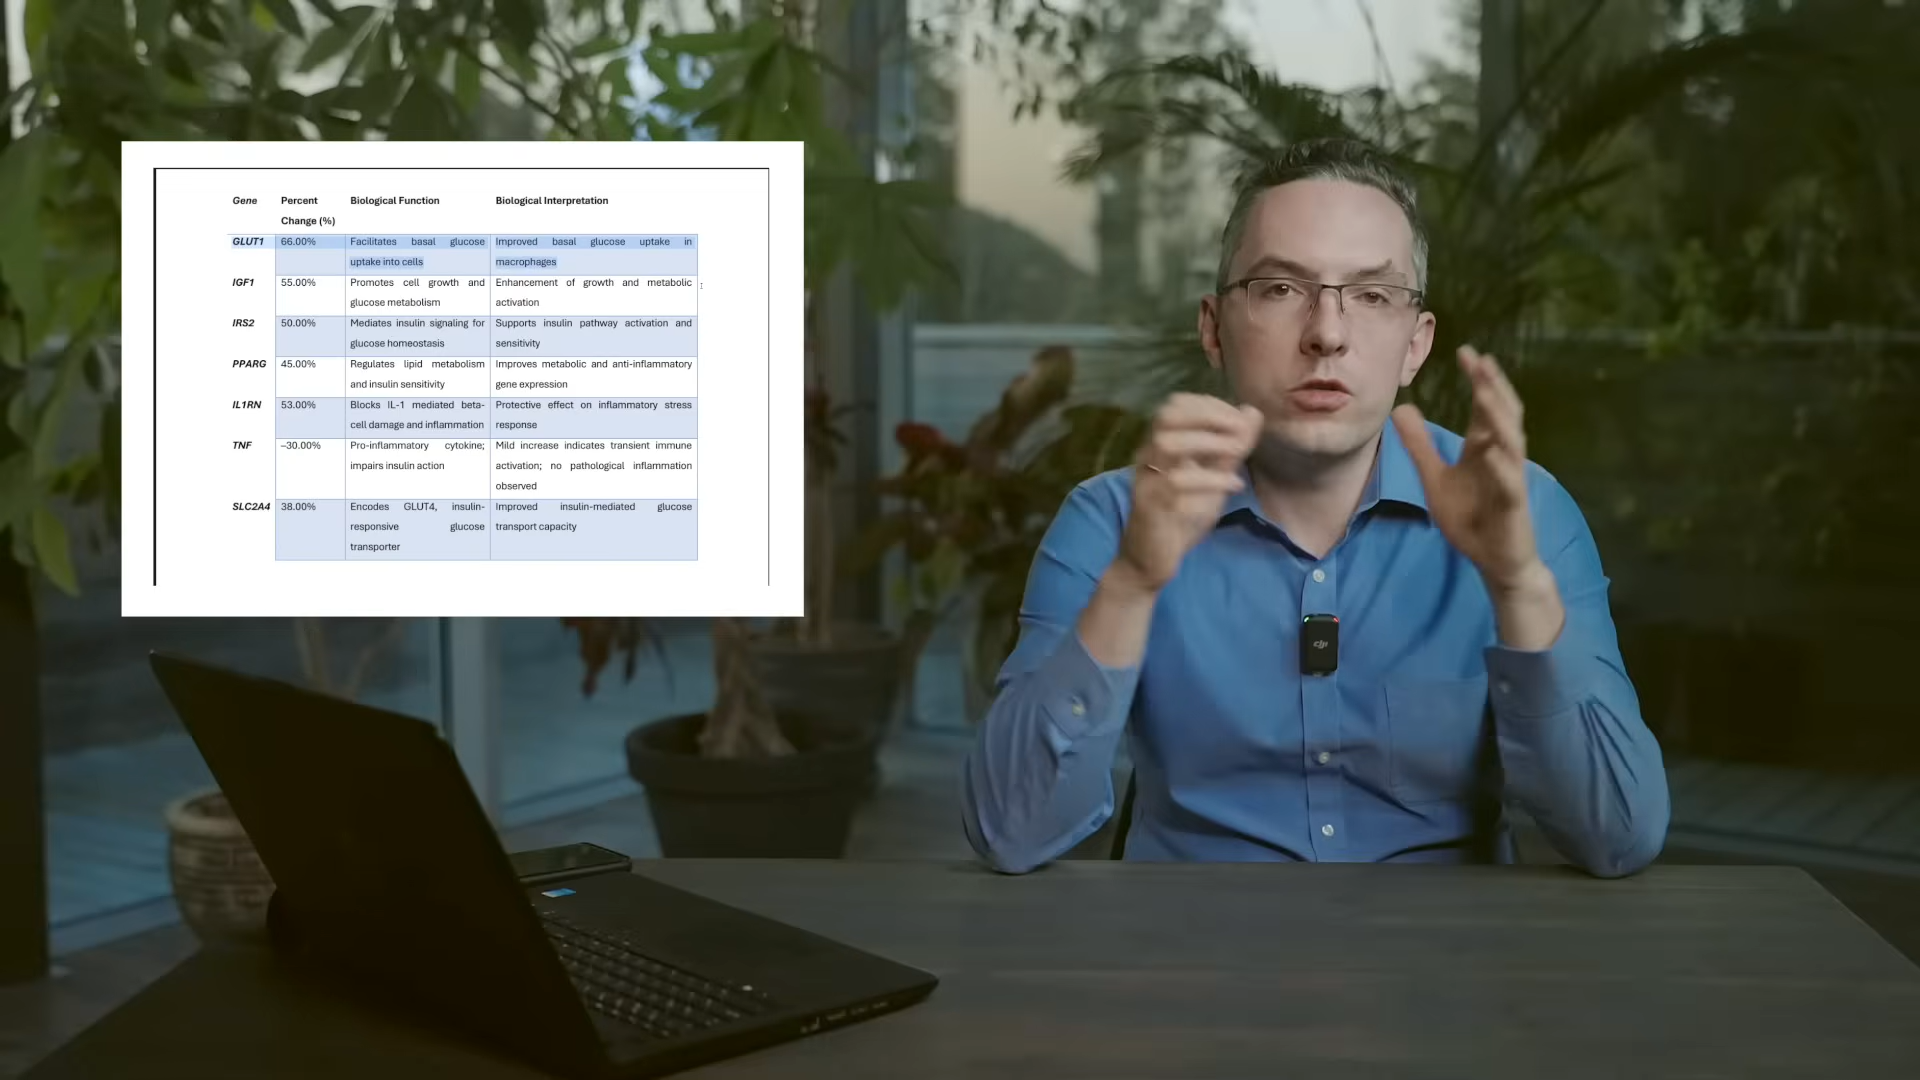 Gene Percent Biological Function Biological Interpretation
Change (%)
GLUT1 66.00% Facilitates basal glucose Improved basal glucose uptake in
uptake into cells macrophages
IGF1 55.00% Promotes cell growth and Enhancement of growth and metabolic
glucose metabolism activation
IRS2 50.00% Mediates insulin signaling for Supports insulin pathway activation and
glucose homeostasis sensitivity
PPARG 45.00% Regulates lipid metabolism Improves metabolic and anti-inflammatory
and insulin sensitivity gene expression
IL1RN 53.00% Blocks IL-1 mediated beta- Protective effect on inflammatory stress
cell damage and inflammation response
TNF –30.00% Pro-inflammatory cytokine; Mild increase indicates transient immune
impairs insulin action activation; no pathological inflammation
observed
SLC2A4 38.00% Encodes GLUT4, insulin- Improved insulin-mediated glucose
responsive glucose transport capacity
transporter
dji